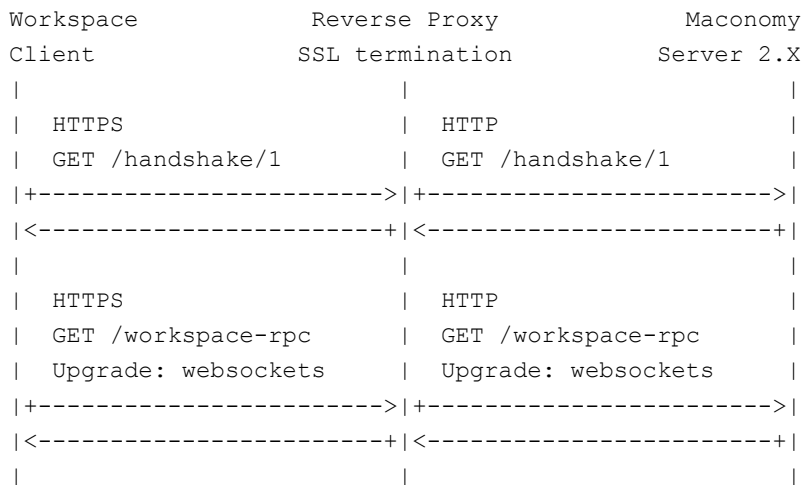 Workspace             Reverse Proxy             Maconomy
Client              SSL termination          Server 2.X
|                          |                          |
|  HTTPS                   |  HTTP                    |
|  GET /handshake/1        |  GET /handshake/1        |
|+------------------------>|+------------------------>|
|<------------------------+|<------------------------+|
|                          |                          |
|  HTTPS                   |  HTTP                    |
|  GET /workspace-rpc      |  GET /workspace-rpc      |
|  Upgrade: websockets     |  Upgrade: websockets     |
|+------------------------>|+------------------------>|
|<------------------------+|<------------------------+|
|                          |                          |